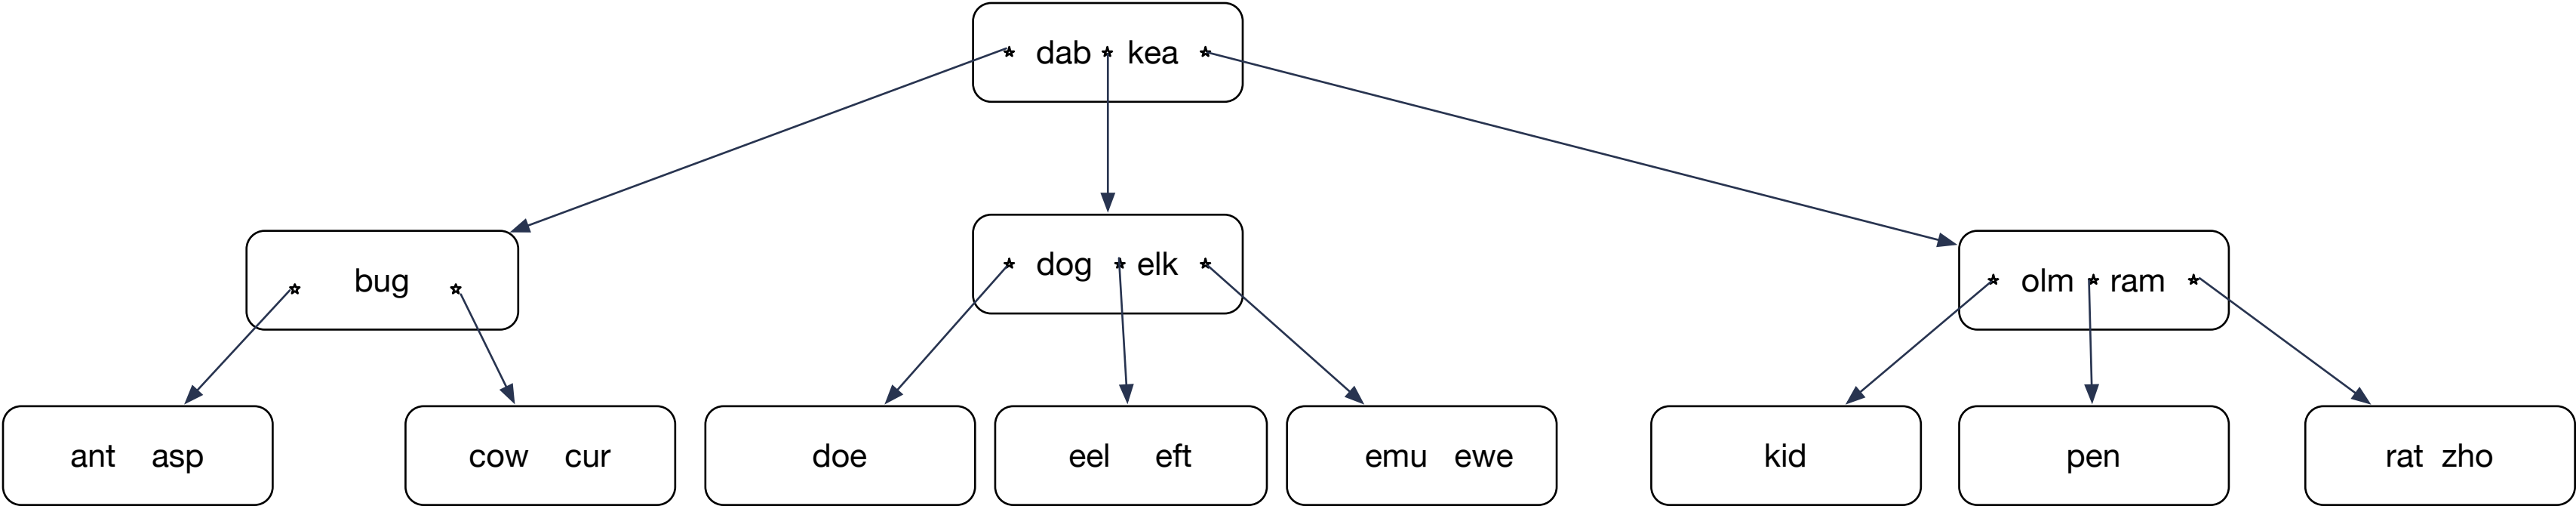 dab kea
bug
dog elk
olm ram
ant asp
cow cur
doe
eel eft
emu ewe
kid
pen
rat zho